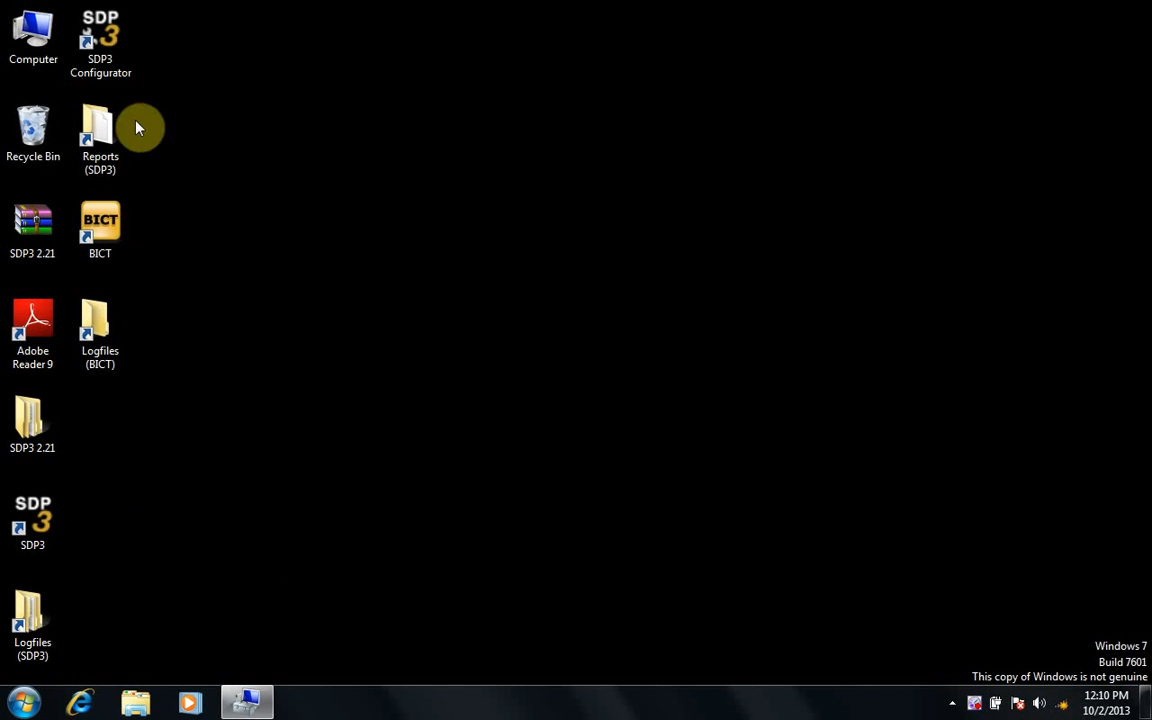 SDP
3
SDP3
Configurator
Computer
Reports
(SDP3)
Recycle Bin
BICT
BICT
SDP3 2.21
Logfiles
(BICT)
Adobe
Reader 9
SDP3 2.21
SDP
3
SDP3
Logfiles
(SDP3)
Windows 7
Build 7601
This copy of Windows is not genuine
12:10 PM
10/2/2013